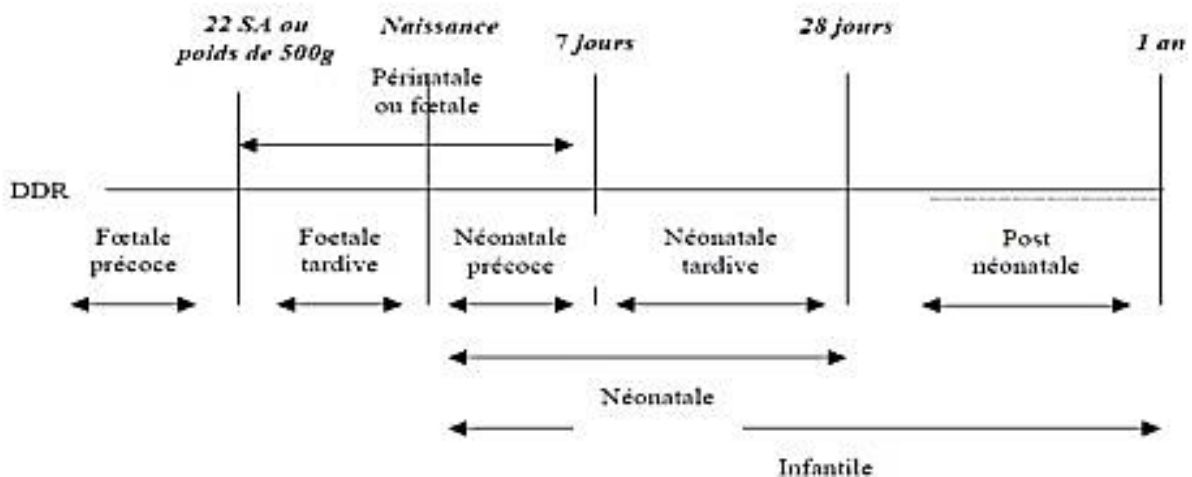 22 SA ou
poids de 500g
Naissance
7 jours
28 jours
1 an
Périnatale
ou fœtale
DDR
Fœtale
précoce
Foetale
tardive
Néonatale
précoce
Néonatale
tardive
Post
néonatale
Néonatale
Infantile